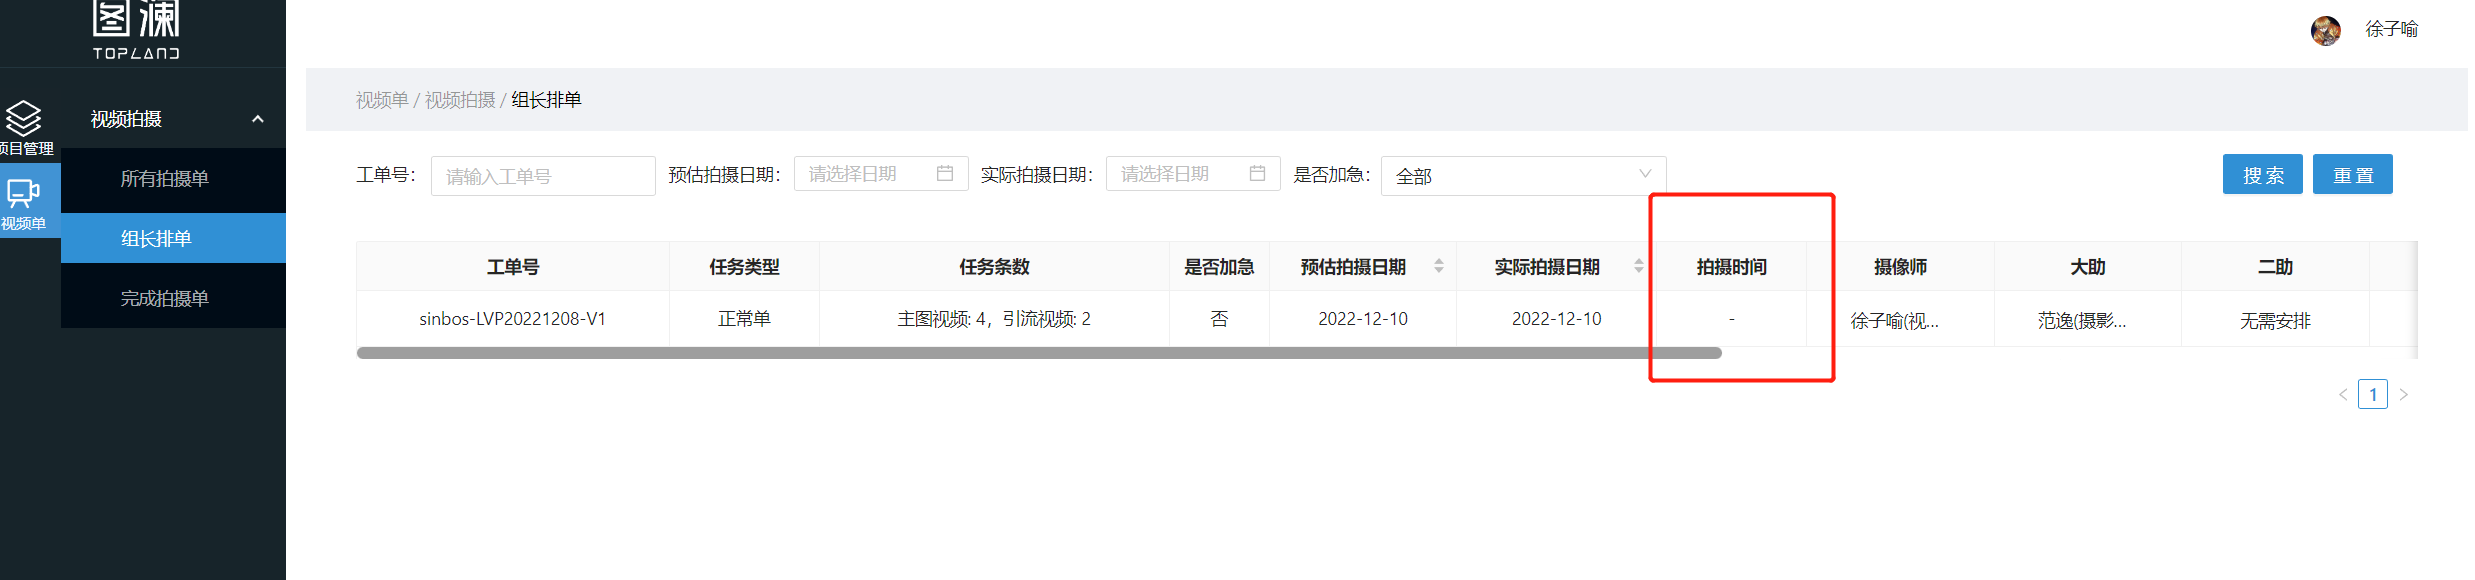 图澜
TOPLAND
徐子喻
项目管理
视频单
视频拍摄
所有拍摄单
组长排单
完成拍摄单
视频单 / 视频拍摄 / 组长排单
工单号: 请输入工单号 预估拍摄日期: 请选择日期 实际拍摄日期: 请选择日期 是否加急: 全部 搜索 重置
工单号 任务类型 任务条数 是否加急 预估拍摄日期 实际拍摄日期 拍摄时间 摄像师 大助 二助
sinbos-LVP20221208-V1 正常单 主图视频: 4，引流视频: 2 否 2022-12-10 2022-12-10 - 徐子喻(视... 范逸(摄影... 无需安排
< 1 >